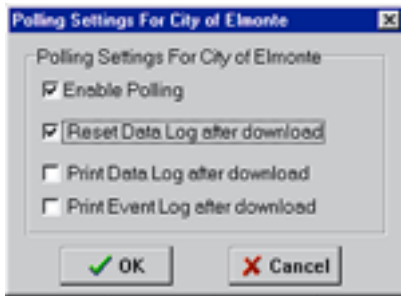 Polling Settings For City of Elmonte
Polling Settings For City of Elmonte
Enable Polling
Reset Data Log after download
Print Data Log after download
Print Event Log after download
OK Cancel